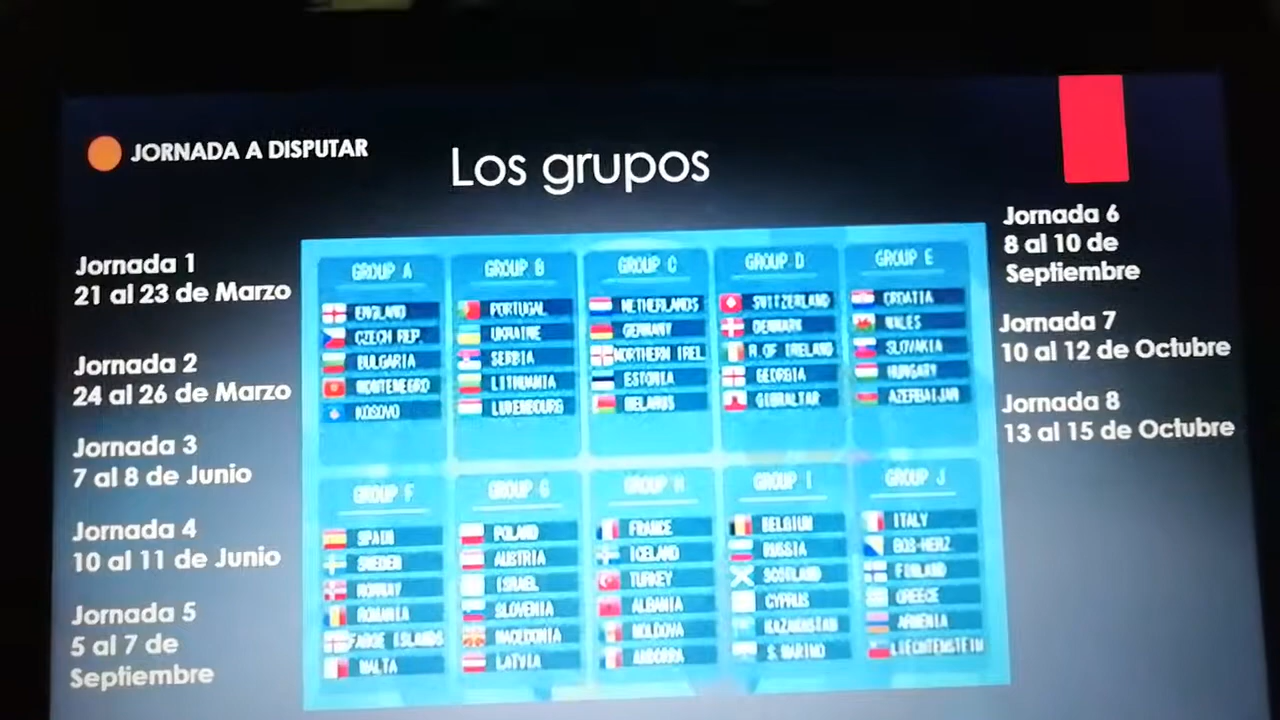 JORNADA A DISPUTAR
Los grupos
Jornada 1
21 al 23 de Marzo
Jornada 2
24 al 26 de Marzo
Jornada 3
7 al 8 de Junio
Jornada 4
10 al 11 de Junio
Jornada 5
5 al 7 de
Septiembre
GROUP A
ENGLAND
CZECH REP.
BULGARIA
MONTENEGRO
KOSOVO
GROUP B
PORTUGAL
UKRAINE
SERBIA
LITHUANIA
LUXEMBOURG
GROUP C
NETHERLANDS
GERMANY
NORTHERN IREL
ESTONIA
BELARUS
GROUP D
SWITZERLAND
DENMARK
R.OF IRELAND
GEORGIA
GIBRALTAR
GROUP E
CROATIA
WALES
SLOVAKIA
HUNGARY
AZERBAIJAN
GROUP F
SPAIN
SWEDEN
NORWAY
ROMANIA
FAROE ISLANDS
MALTA
GROUP G
POLAND
AUSTRIA
ISRAEL
SLOVENIA
MACEDONIA
LATVIA
GROUP H
FRANCE
ICELAND
TURKEY
ALBANIA
MOLDOVA
ANDORRA
GROUP I
BELGIUM
RUSSIA
SCOTLAND
CYPRUS
KAZAKHSTAN
S. MARINO
GROUP J
ITALY
BOS-HERZ.
FINLAND
GREECE
ARMENIA
LIECHTENSTEIN
Jornada 6
8 al 10 de
Septiembre
Jornada 7
10 al 12 de Octubre
Jornada 8
13 al 15 de Octubre